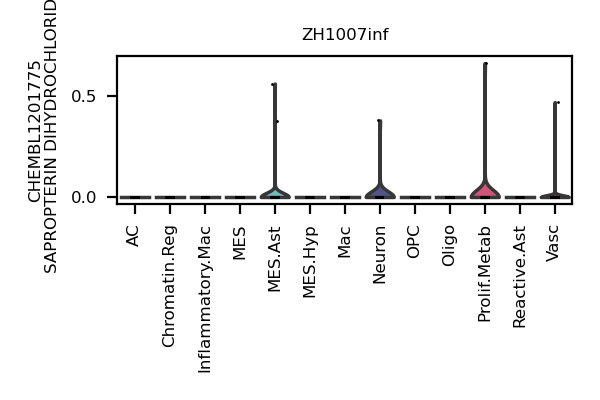 ZH1007inf
CHEMBL1201775
SAPROPTERIN DIHYDROCHLORID
0.5
0.0
AC
Chromatin.Reg
Inflammatory.Mac
MES
MES.Ast
MES.Hyp
Mac
Neuron
OPC
Oligo
Prolif.Metab
Reactive.Ast
Vasc